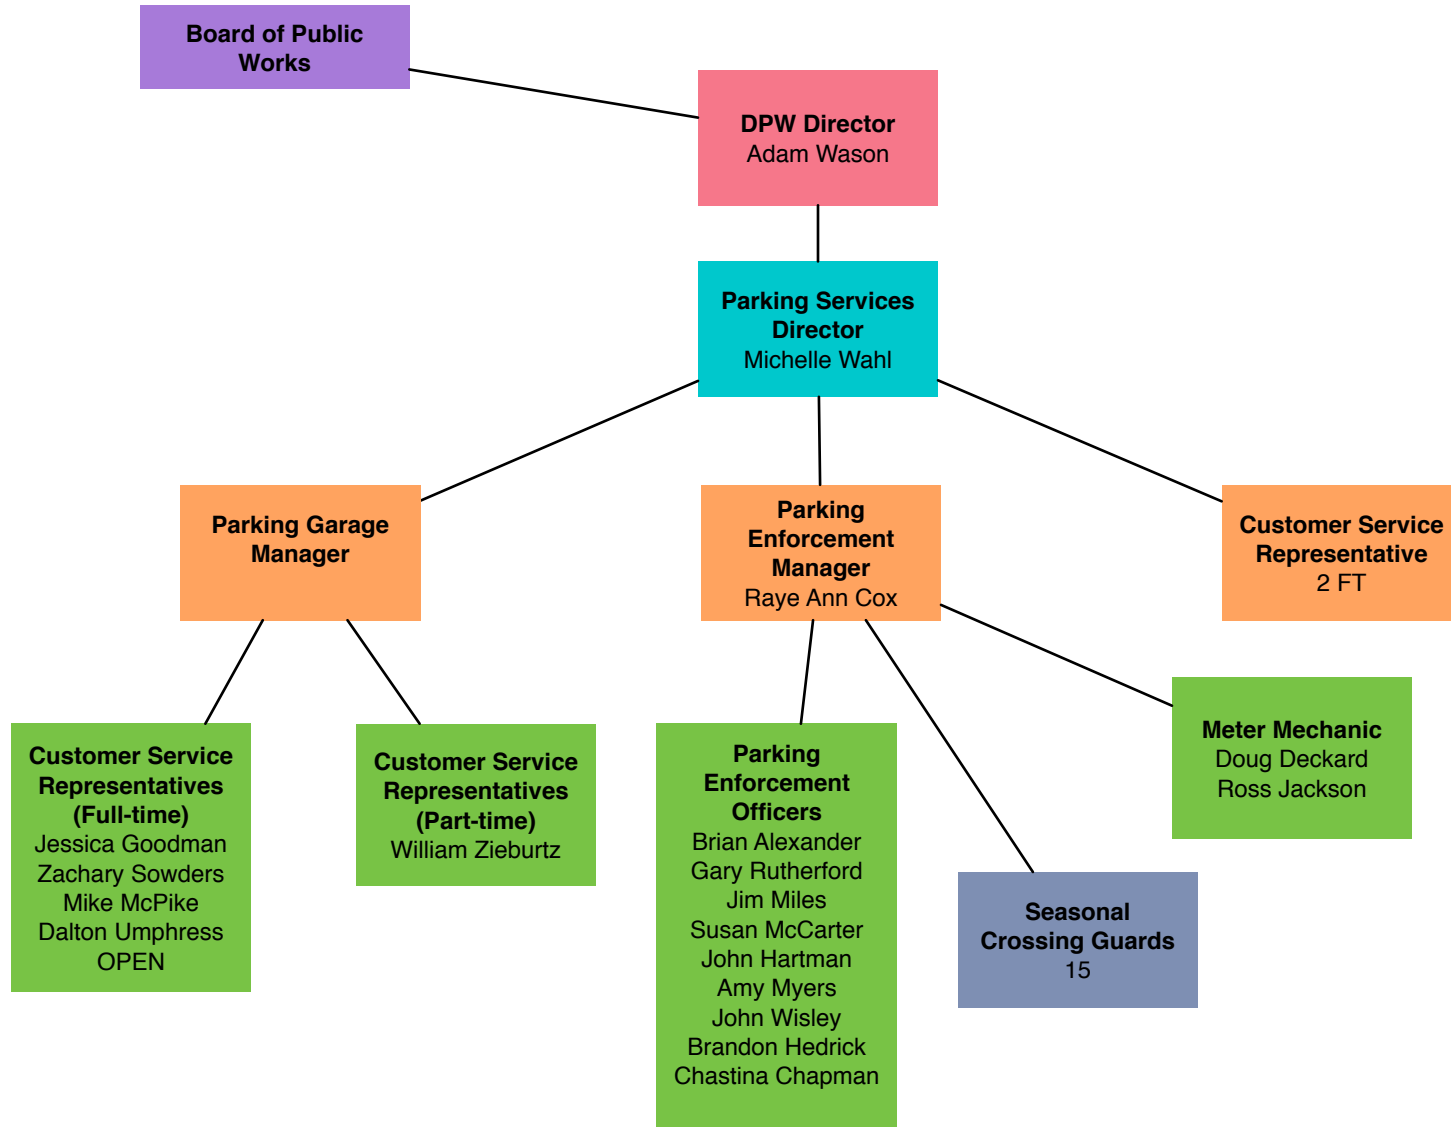 Board of Public
Works
DPW Director
Adam Wason
Parking Services
Director
Michelle Wahl
Parking Garage
Manager
Parking
Enforcement
Manager
Raye Ann Cox
Customer Service
Representative
2 FT
Customer Service
Representatives
(Full-time)
Jessica Goodman
Zachary Sowders
Mike McPike
Dalton Umphress
OPEN
Customer Service
Representatives
(Part-time)
William Zieburtz
Parking
Enforcement
Officers
Brian Alexander
Gary Rutherford
Jim Miles
Susan McCarter
John Hartman
Amy Myers
John Wisley
Brandon Hedrick
Chastina Chapman
Seasonal
Crossing Guards
15
Meter Mechanic
Doug Deckard
Ross Jackson